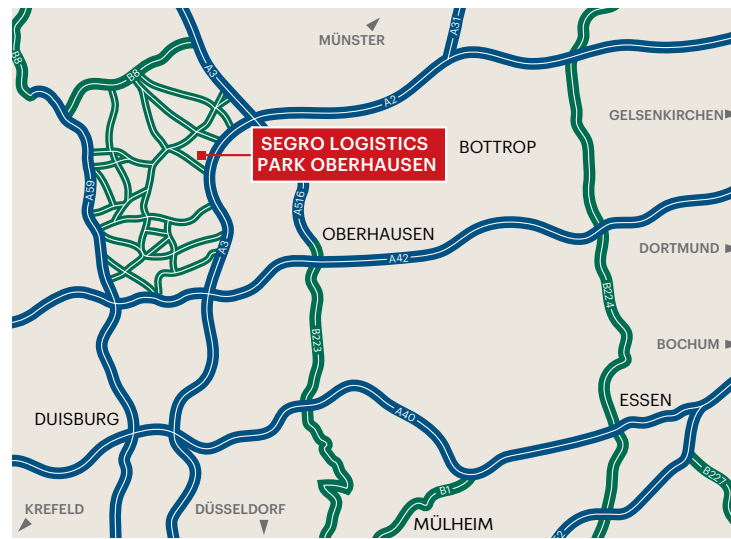 MÜNSTER
A31
B8
B8
A3
A2
GELSENKIRCHEN
SEGRO LOGISTICS
PARK OBERHAUSEN
BOTTROP
A59
A516
OBERHAUSEN
A3
A42
DORTMUND
B224
B223
BOCHUM
ESSEN
A40
DUISBURG
B227
B1
KREFELD
DÜSSELDORF
MÜLHEIM